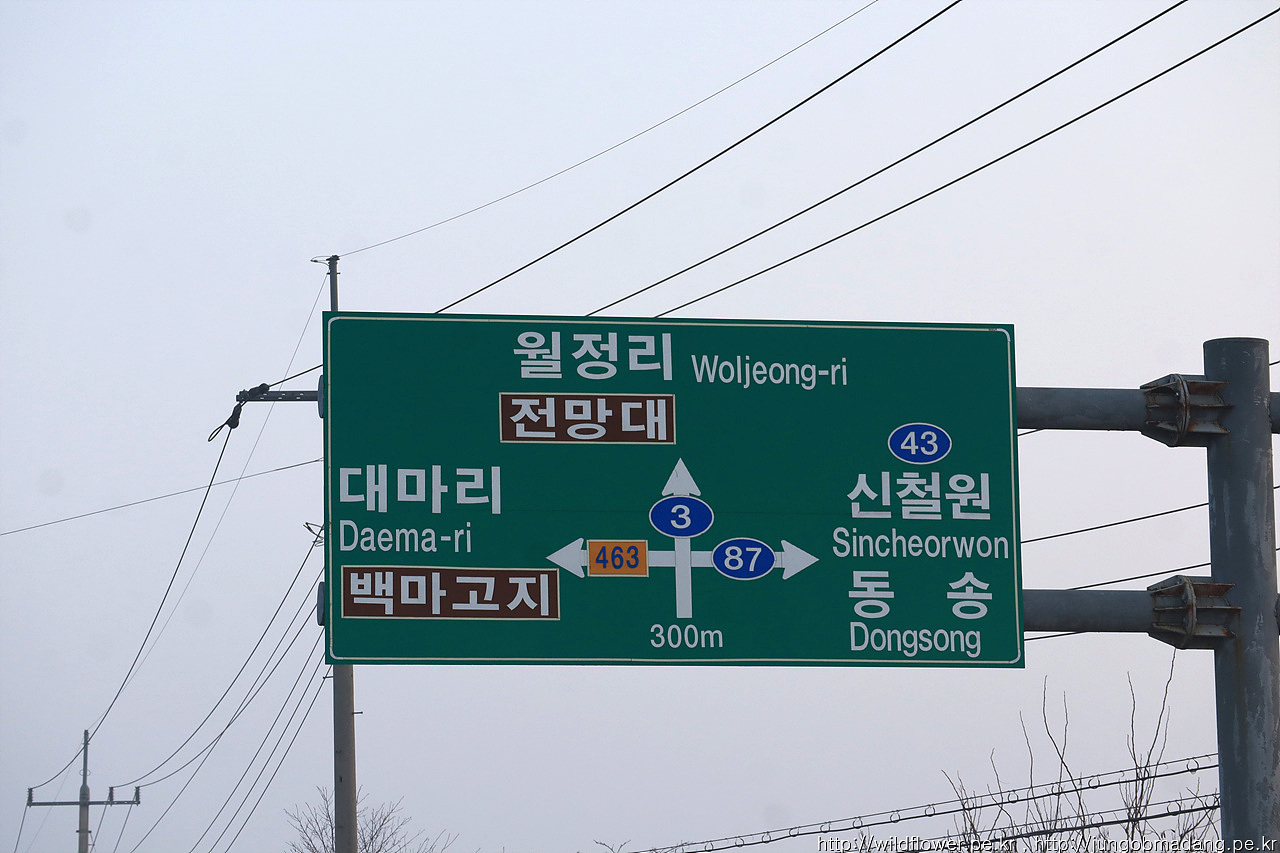 월정리 Woljeong-ri
전망대
43
대마리
Daema-ri
백마고지
3
463
87
신철원
Sincheorwon
동 송
Dongsong
300m
http://wildflower.pe.kr , http://jungobmadang.pe.kr